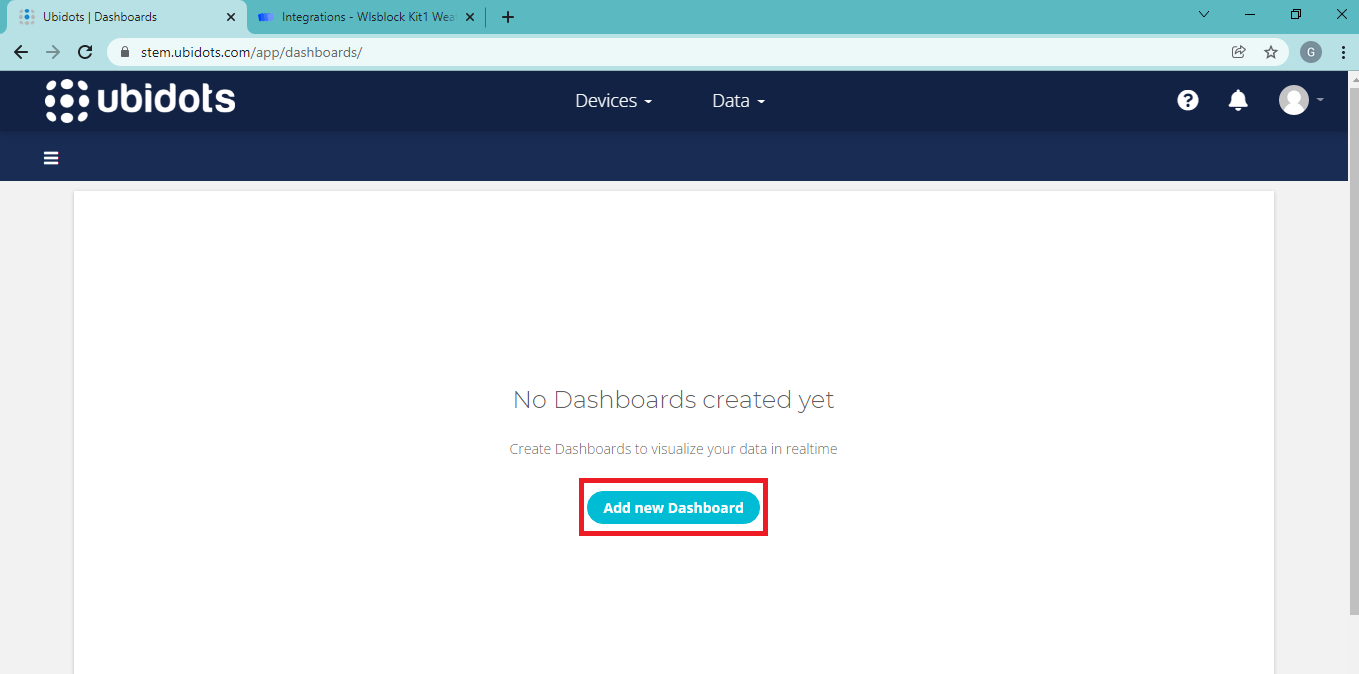 Ubidots | Dashboards
Integrations - WIsblock Kit1 Wea
stem.ubidots.com/app/dashboards/
G
ubidots
Devices
Data
?
No Dashboards created yet
Create Dashboards to visualize your data in realtime
Add new Dashboard